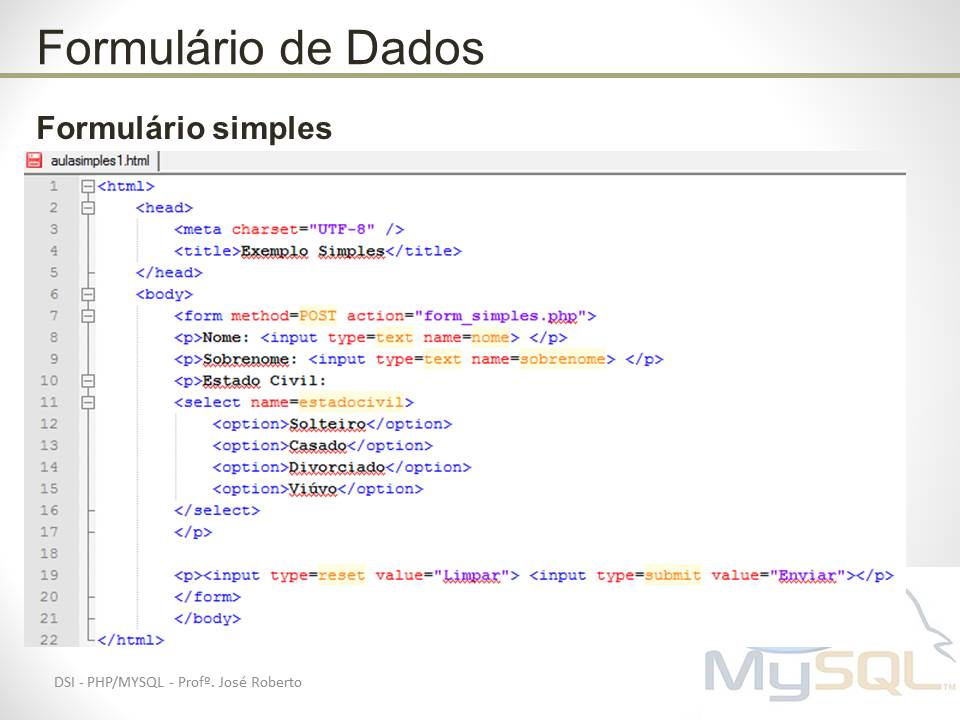 Formulário de Dados
Formulário simples
aulasimples1.html
1 <html>
2 <head>
3 <meta charset="UTF-8" />
4 <title>Exemplo Simples</title>
5 </head>
6 <body>
7 <form method=POST action="form_simples.php">
8 <p>Nome: <input type=text name=nome> </p>
9 <p>Sobrenome: <input type=text name=sobrenome> </p>
10 <p>Estado Civil:
11 <select name=estadocivil>
12 <option>Solteiro</option>
13 <option>Casado</option>
14 <option>Divorciado</option>
15 <option>Viúvo</option>
16 </select>
17 </p>
18
19 <p><input type=reset value="Limpar"> <input type=submit value="Enviar"></p>
20 </form>
21 </body>
22 </html>
DSI - PHP/MYSQL - Profº. José Roberto
MySQL TM